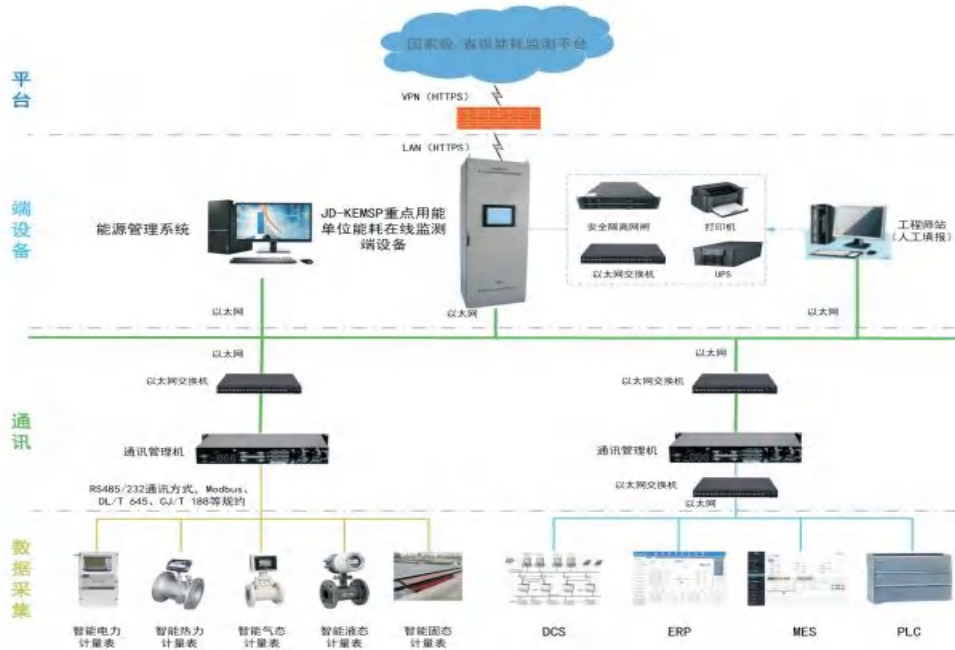 国家级/省级能耗监测平台
平台
VPN（HTTPS）
LAN（HTTPS）
端设备
能源管理系统
JD-KEMSP重点用能
单位能耗在线监测
端设备
安全隔离网闸
打印机
以太网交换机
UPS
工程师站
（人工填报）
以太网
以太网
以太网
以太网
以太网
以太网交换机
以太网交换机
通讯
通讯管理机
通讯管理机
RS485/232通讯方式，Modbus、
DL/T 645、CJ/T 188等规约
以太网交换机
以太网
数据采集
智能电力
计量表
智能热力
计量表
智能气态
计量表
智能液态
计量表
智能固态
计量表
DCS
ERP
MES
PLC